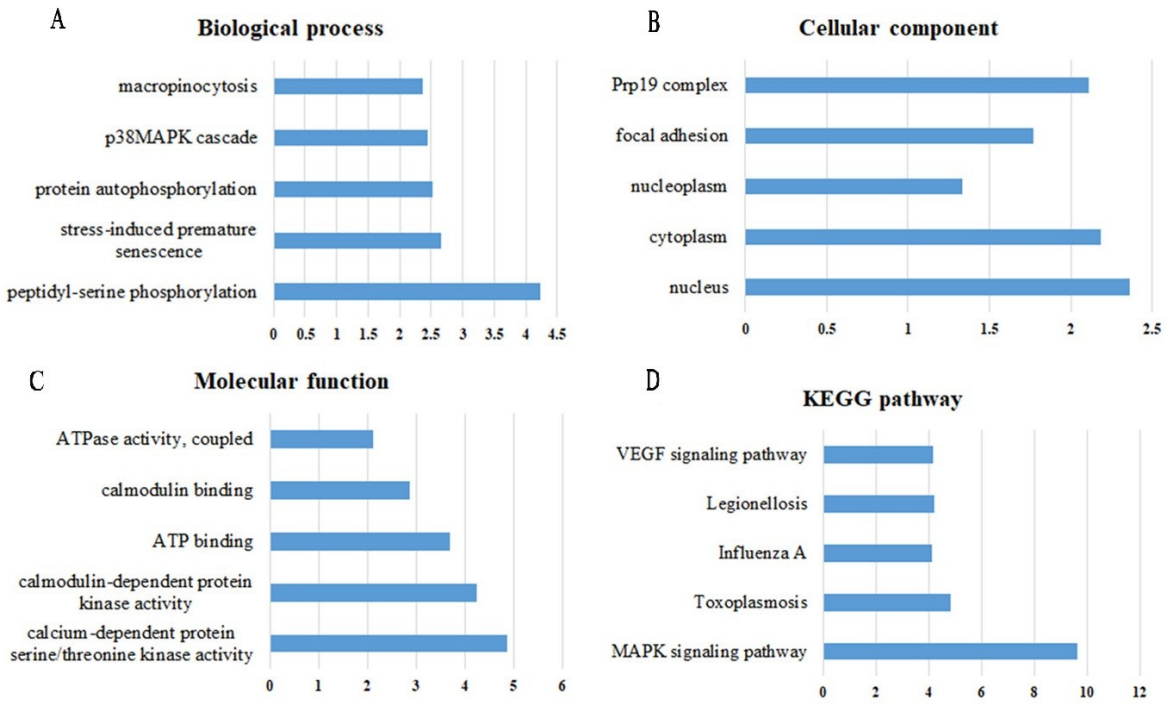 A
Biological process
macropinocytosis
p38MAPK cascade
protein autophosphorylation
stress-induced premature
senescence
peptidyl-serine phosphorylation
0 0.5 1 1.5 2 2.5 3 3.5 4 4.5
B
Cellular component
Prp19 complex
focal adhesion
nucleoplasm
cytoplasm
nucleus
0 0.5 1 1.5 2 2.5
C
Molecular function
ATPase activity, coupled
calmodulin binding
ATP binding
calmodulin-dependent protein
kinase activity
calcium-dependent protein
serine/threonine kinase activity
0 1 2 3 4 5 6
D
KEGG pathway
VEGF signaling pathway
Legionellosis
Influenza A
Toxoplasmosis
MAPK signaling pathway
0 2 4 6 8 10 12